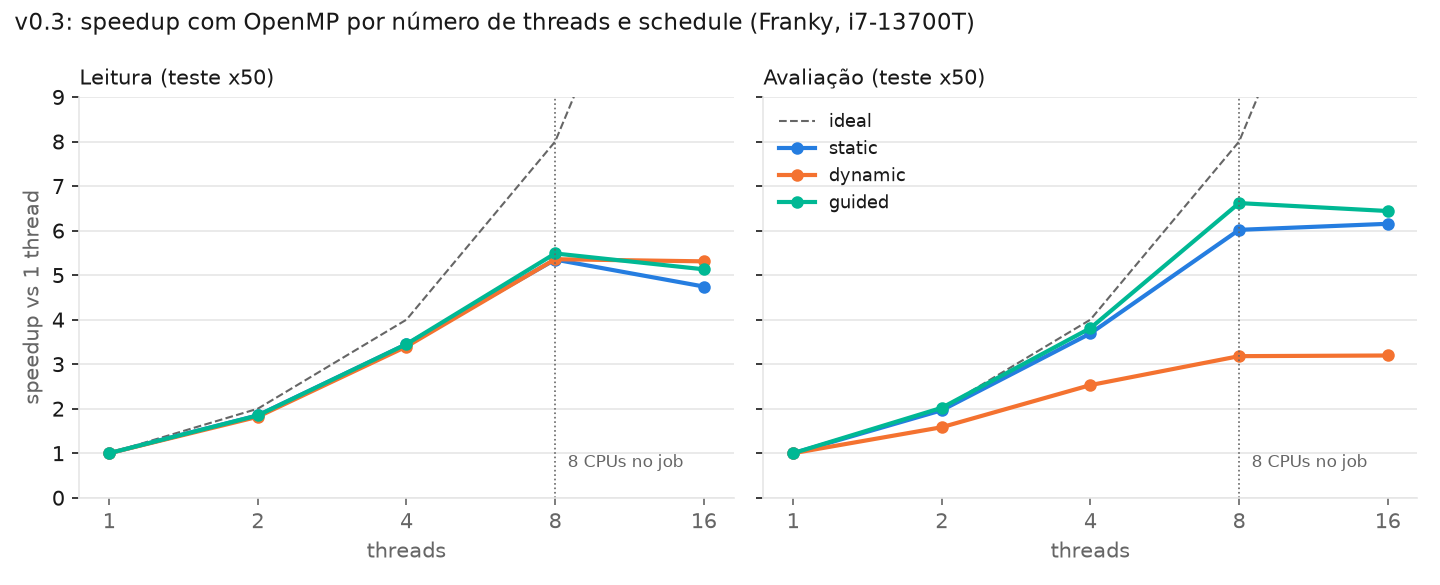 v0.3: speedup com OpenMP por número de threads e schedule (Franky, i7-13700T)
Leitura (teste x50)
9
8
7
6
5
4
3
2
1
0
speedup vs 1 thread
8 CPUs no job
1 2 4 8 16
threads
Avaliação (teste x50)
ideal
static
dynamic
guided
8 CPUs no job
1 2 4 8 16
threads